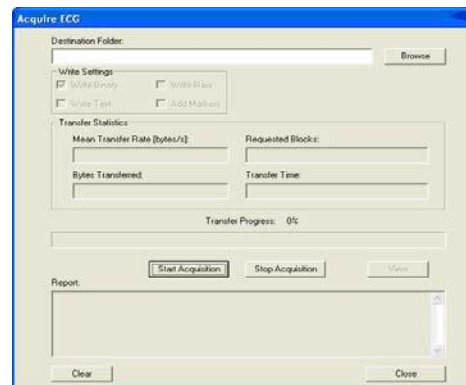 Acquire ECG
Destination Folder:
Browse
Write Settings
Write Binary Write Raw
Write Text Add Markers
Transfer Statistics
Mean Transfer Rate [bytes/s]: Requested Blocks:
Bytes Transferred: Transfer Time:
Transfer Progress: 0%
Start Acquisition Stop Acquisition View
Report:
Clear Close